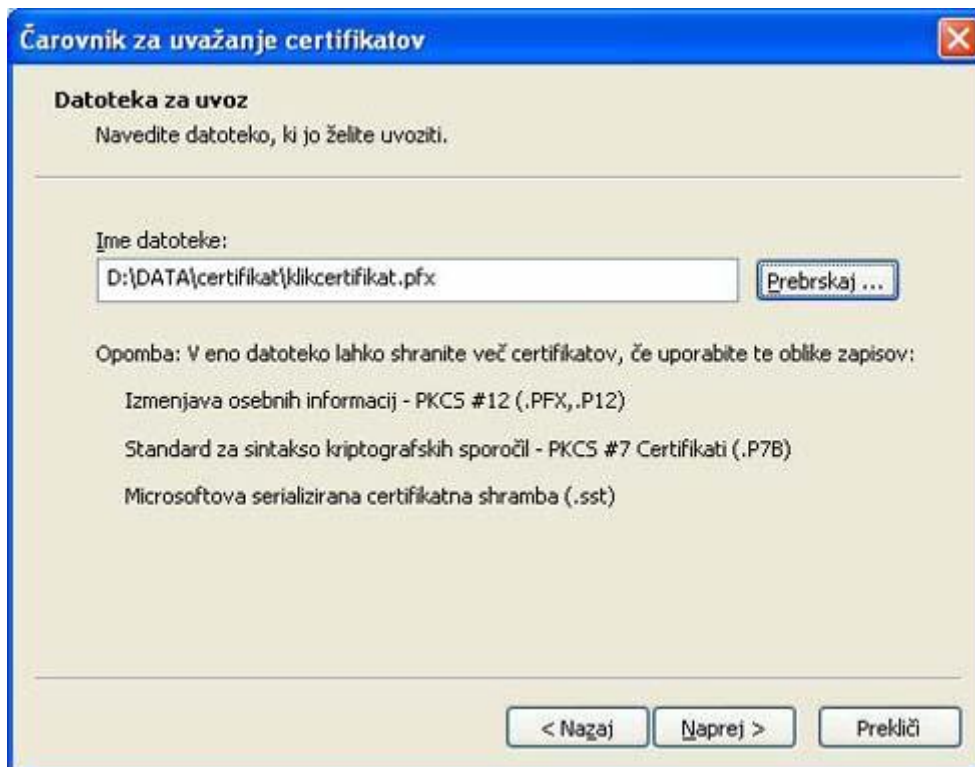 Čarovnik za uvažanje certifikatov
Datoteka za uvoz
Navedite datoteko, ki jo želite uvoziti.
Ime datoteke:
D:\DATA\certifikat\klikcertifikat.pfx
Prebrskaj ...
Opomba: V eno datoteko lahko shranite več certifikatov, če uporabite te oblike zapisov:
Izmenjava osebnih informacij - PKCS #12 (.PFX,.P12)
Standard za sintakso kriptografskih sporočil - PKCS #7 Certifikati (.P7B)
Microsoftova serializirana certifikatna shramba (.sst)
< Nazaj
Naprej >
Prekliči